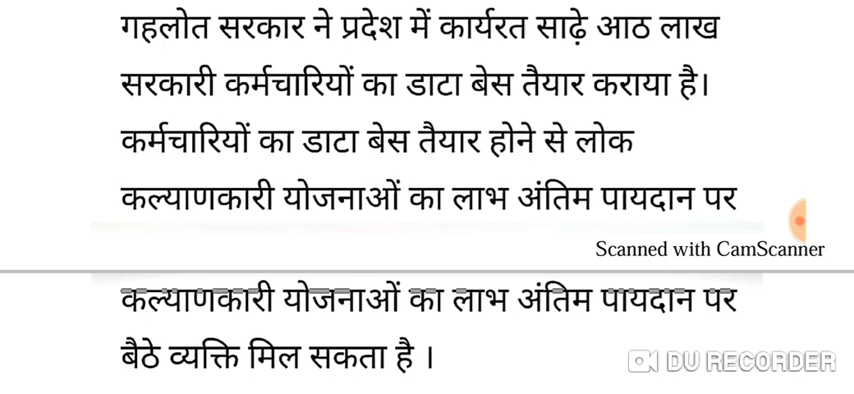 गहलोत सरकार ने प्रदेश में कार्यरत साढ़े आठ लाख
सरकारी कर्मचारियों का डाटा बेस तैयार कराया है।
कर्मचारियों का डाटा बेस तैयार होने से लोक
कल्याणकारी योजनाओं का लाभ अंतिम पायदान पर
Scanned with CamScanner
कल्याणकारी योजनाओं का लाभ अंतिम पायदान पर
बैठे व्यक्ति मिल सकता है ।
DU RECORDER